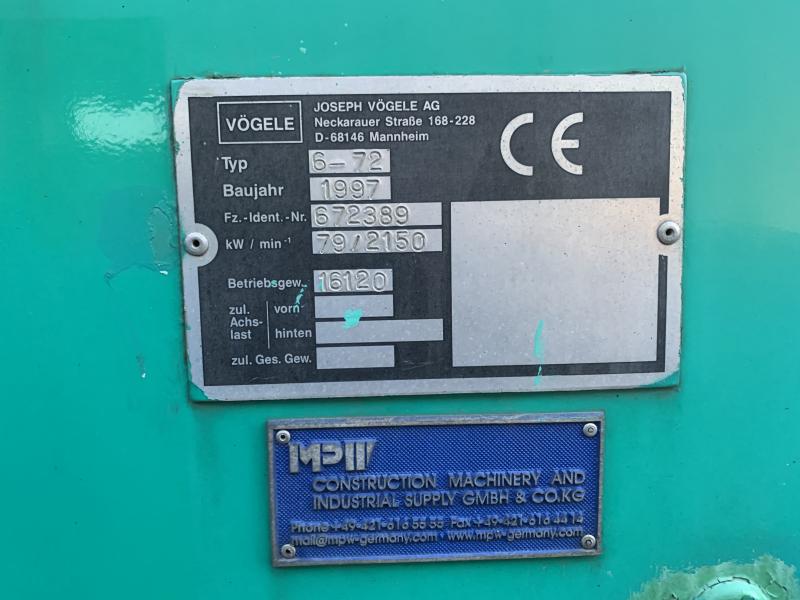 VÖGELE
JOSEPH VÖGELE AG
Neckarauer Straße 168-228
D-68146 Mannheim
CE
Typ 6-72
Baujahr 1997
Fz.-Ident.-Nr. 672389
kW / min⁻¹ 79/2150
Betriebsgew. 16120
zul. Achs- last vorn
hinten
zul. Ges. Gew.
MPW
CONSTRUCTION MACHINERY AND
INDUSTRIAL SUPPLY GMBH & CO.KG
Phone +49-421-616 55 55 Fax +49-421-616 44 14
mail@mpw-germany.com · www.mpw-germany.com